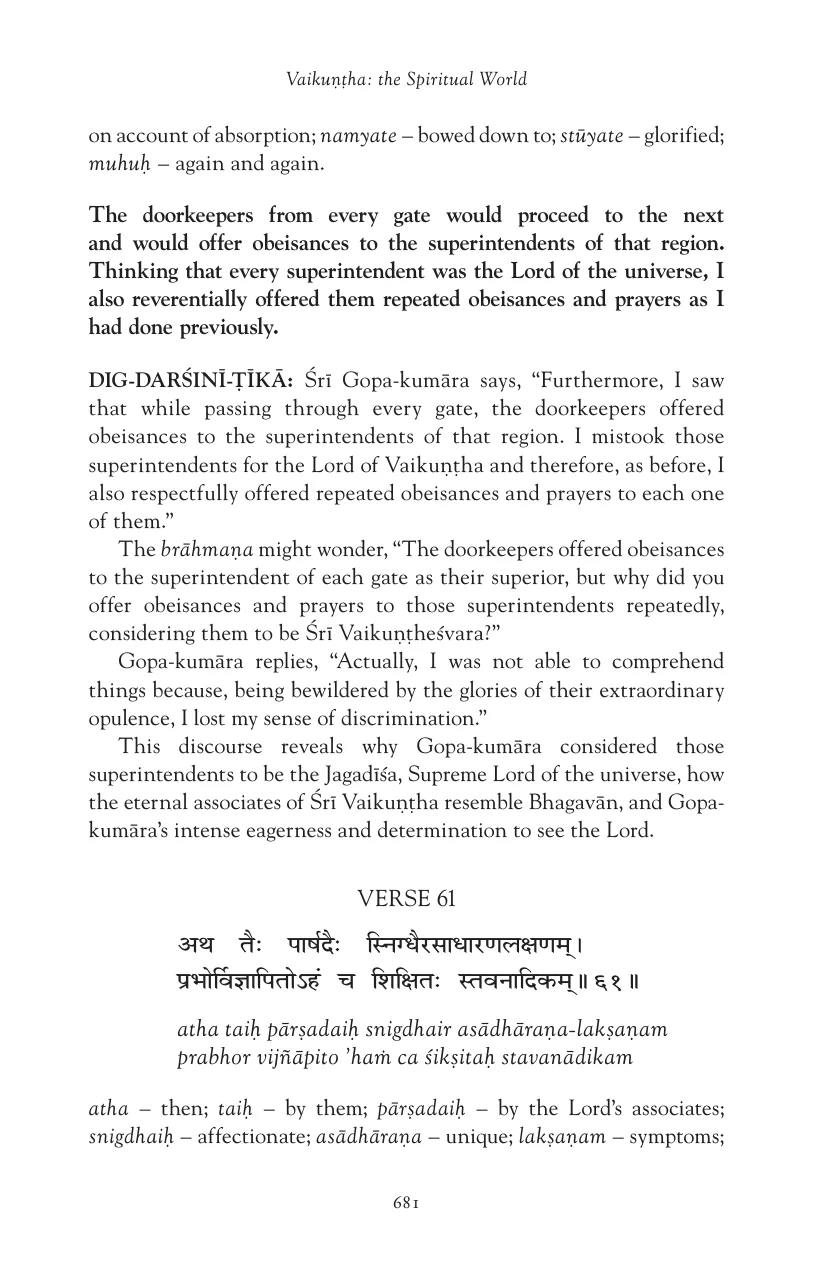 Vaikuṇṭha: the Spiritual World
on account of absorption; namyate – bowed down to; stūyate – glorified;
muhuḥ – again and again.
The doorkeepers from every gate would proceed to the next
and would offer obeisances to the superintendents of that region.
Thinking that every superintendent was the Lord of the universe, I
also reverentially offered them repeated obeisances and prayers as I
had done previously.
DIG-DARŚINĪ-ṬĪKĀ: Śrī Gopa-kumāra says, “Furthermore, I saw
that while passing through every gate, the doorkeepers offered
obeisances to the superintendents of that region. I mistook those
superintendents for the Lord of Vaikuṇṭha and therefore, as before, I
also respectfully offered repeated obeisances and prayers to each one
of them.”
The brāhmaṇa might wonder, “The doorkeepers offered obeisances
to the superintendent of each gate as their superior, but why did you
offer obeisances and prayers to those superintendents repeatedly,
considering them to be Śrī Vaikuṇṭheśvara?”
Gopa-kumāra replies, “Actually, I was not able to comprehend
things because, being bewildered by the glories of their extraordinary
opulence, I lost my sense of discrimination.”
This discourse reveals why Gopa-kumāra considered those
superintendents to be the Jagadīśa, Supreme Lord of the universe, how
the eternal associates of Śrī Vaikuṇṭha resemble Bhagavān, and Gopa-
kumāra’s intense eagerness and determination to see the Lord.
VERSE 61
अथ तैः पार्षदैः स्निग्धैरसाधारणलक्षणम्।
प्रभोर्विज्ञापितोऽहं च शिक्षितः स्तवनादिकम्॥ ६१॥
atha taiḥ pārṣadaiḥ snigdhair asādhāraṇa-lakṣaṇam
prabhor vijñāpito ’haṁ ca śikṣitaḥ stavanādikam
atha – then; taiḥ – by them; pārṣadaiḥ – by the Lord’s associates;
snigdhaiḥ – affectionate; asādhāraṇa – unique; lakṣaṇam – symptoms;
681